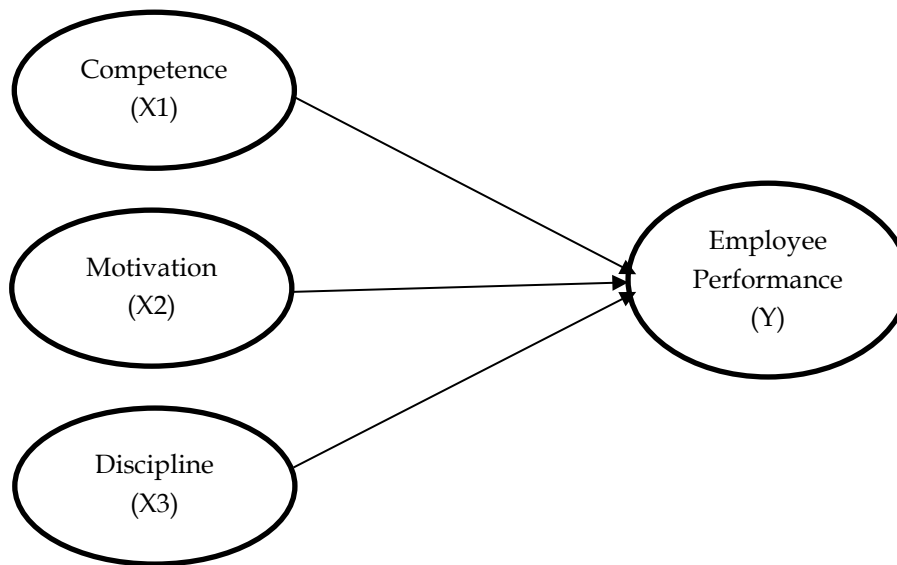 Competence
(X1)
Motivation
(X2)
Discipline
(X3)
Employee
Performance
(Y)